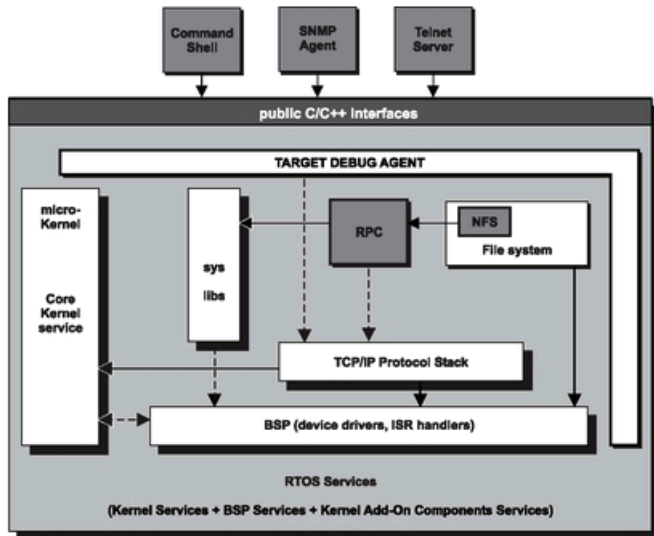 Command
Shell
SNMP
Agent
Telnet
Server
public C/C++ Interfaces
TARGET DEBUG AGENT
micro-
Kernel
Core
Kernel
service
sys
libs
RPC
NFS
File system
TCP/IP Protocol Stack
BSP (device drivers, ISR handlers)
RTOS Services
(Kernel Services + BSP Services + Kernel Add-On Components Services)